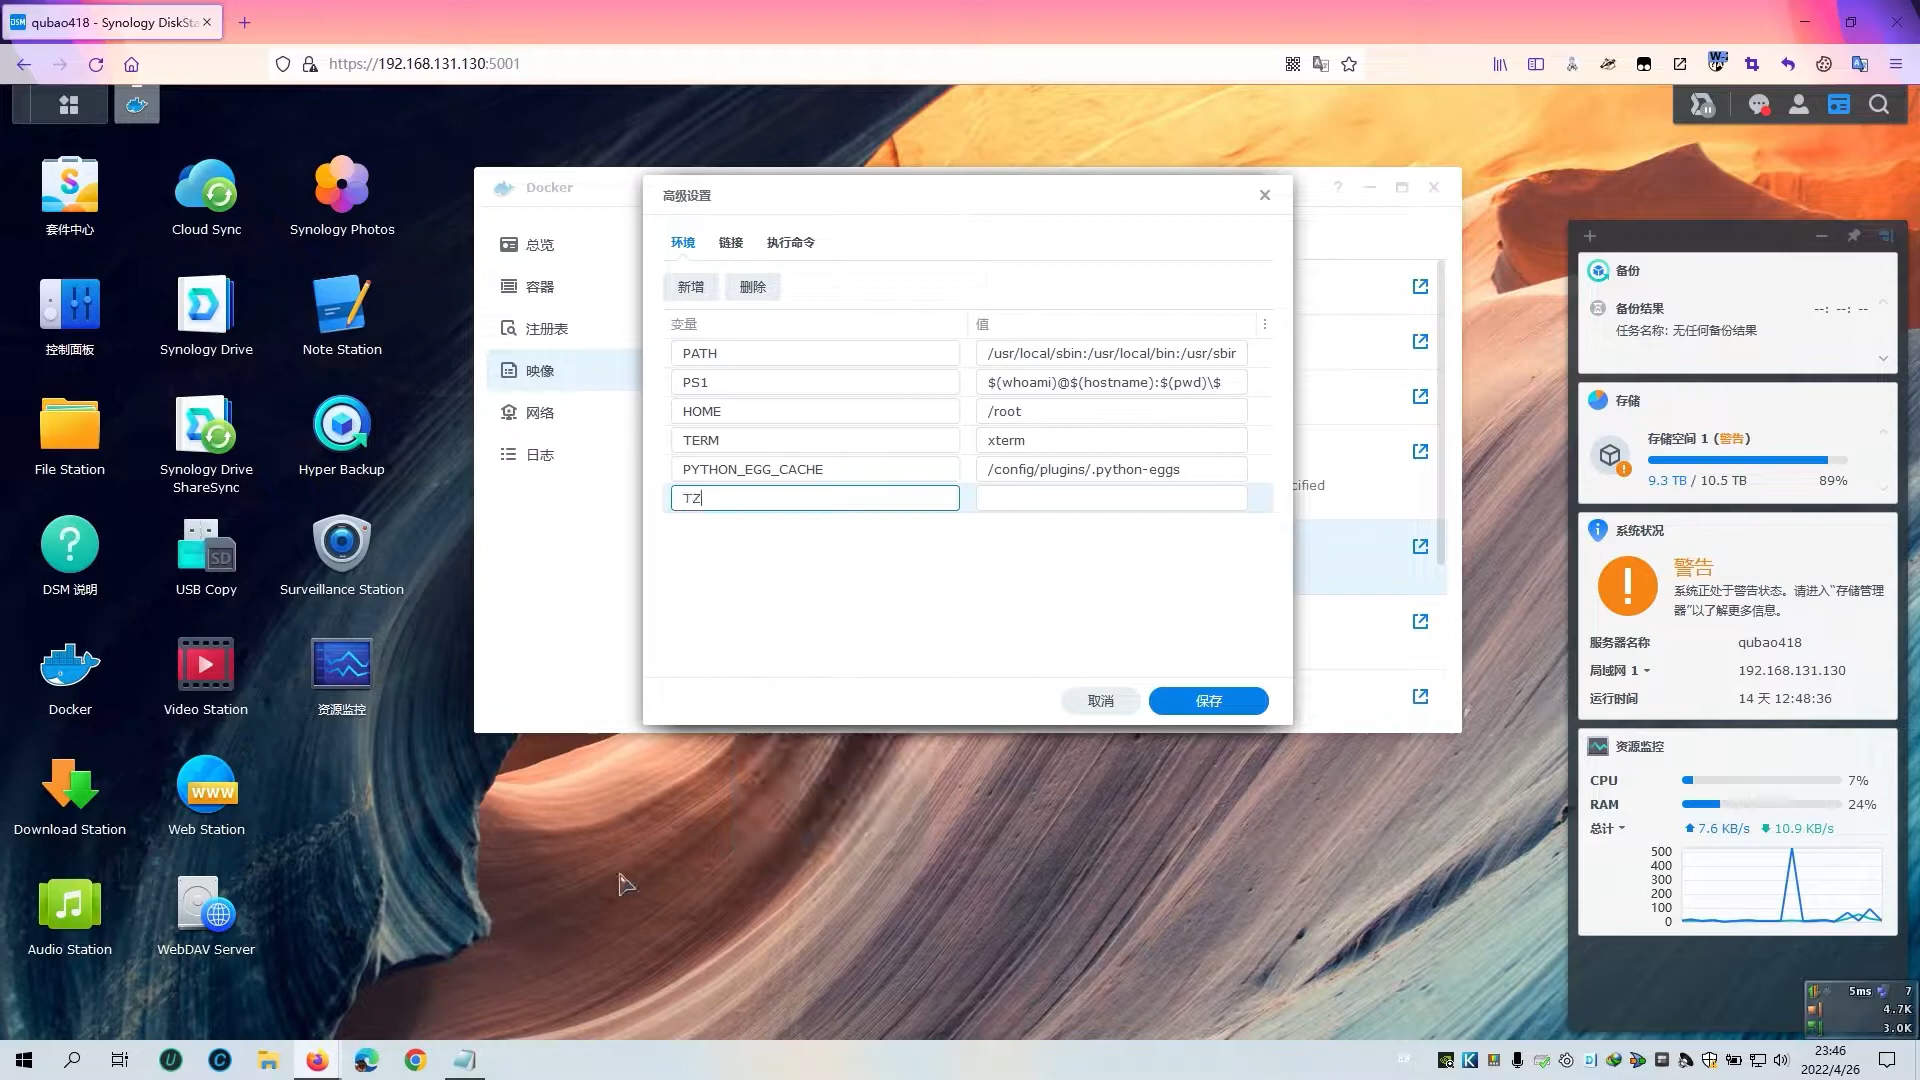 qubao418 - Synology DiskSta
https://192.168.131.130:5001
套件中心
Cloud Sync
Synology Photos
控制面板
Synology Drive
Note Station
File Station
Synology Drive
ShareSync
Hyper Backup
DSM 说明
USB Copy
Surveillance Station
Docker
Video Station
资源监控
Download Station
Web Station
Audio Station
WebDAV Server
Docker
总览
容器
注册表
映像
网络
日志
cified
高级设置
环境 链接 执行命令
新增 删除
变量 值
PATH /usr/local/sbin:/usr/local/bin:/usr/sbir
PS1 $(whoami)@$(hostname):$(pwd)\$
HOME /root
TERM xterm
PYTHON_EGG_CACHE /config/plugins/.python-eggs
TZ
取消 保存
备份
备份结果 --: --: --
任务名称: 无任何备份结果
存储
存储空间 1 (警告)
9.3 TB / 10.5 TB 89%
系统状况
警告
系统正处于警告状态。请进入“存储管理
器”以了解更多信息。
服务器名称 qubao418
局域网 1 192.168.131.130
运行时间 14 天 12:48:36
资源监控
CPU 7%
RAM 24%
总计 7.6 KB/s 10.9 KB/s
500
400
300
200
100
0
5ms 7
4.7K
3.0K
23:46
2022/4/26